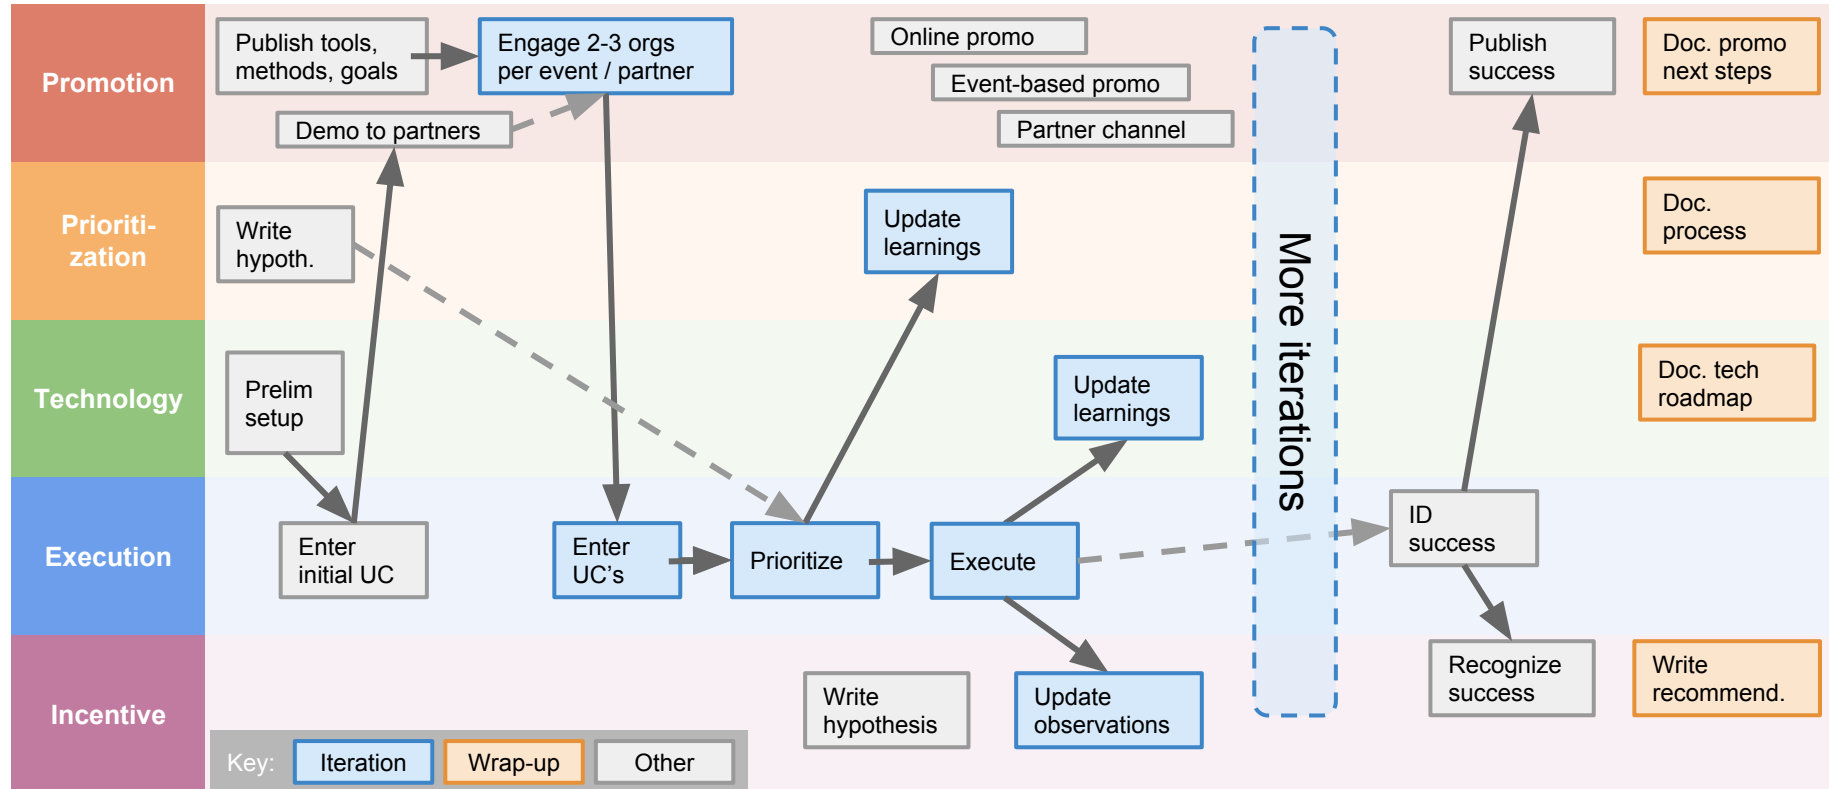 Promotion
Publish tools,
methods, goals
Engage 2-3 orgs
per event / partner
Demo to partners
Online promo
Event-based promo
Partner channel
Publish
success
Doc. promo
next steps
Prioriti-
zation
Write
hypoth.
Update
learnings
Doc.
process
Technology
Prelim
setup
Update
learnings
More iterations
Doc. tech
roadmap
Execution
Enter
initial UC
Enter
UC's
Prioritize
Execute
ID
success
Incentive
Write
hypothesis
Update
observations
Recognize
success
Write
recommend.
Key:
Iteration
Wrap-up
Other